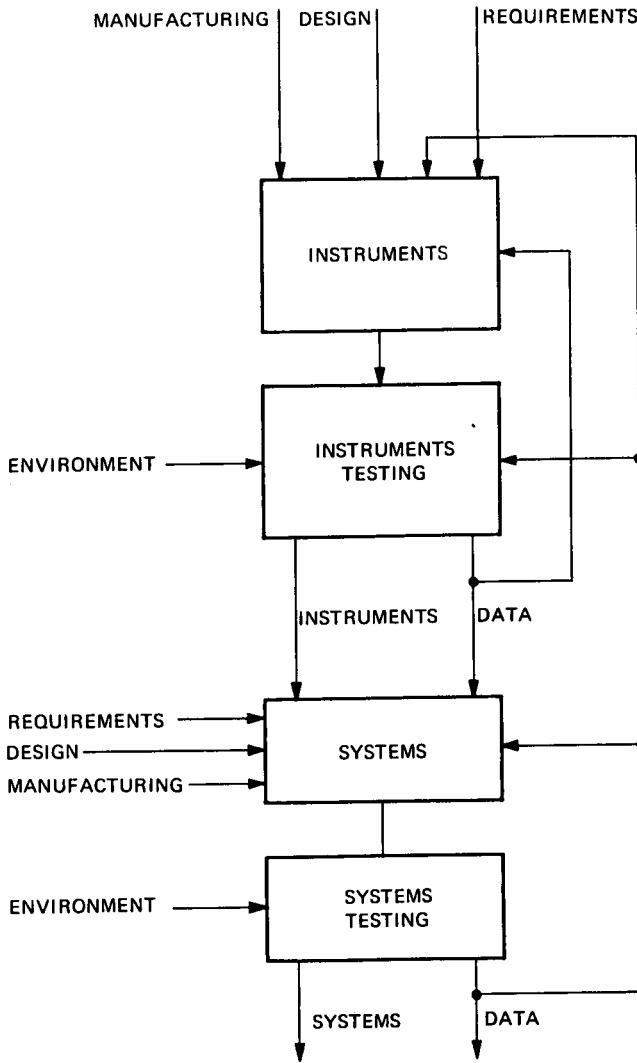 MANUFACTURING DESIGN REQUIREMENTS
INSTRUMENTS
ENVIRONMENT
INSTRUMENTS
TESTING
INSTRUMENTS DATA
REQUIREMENTS
DESIGN
MANUFACTURING
SYSTEMS
ENVIRONMENT
SYSTEMS
TESTING
SYSTEMS DATA